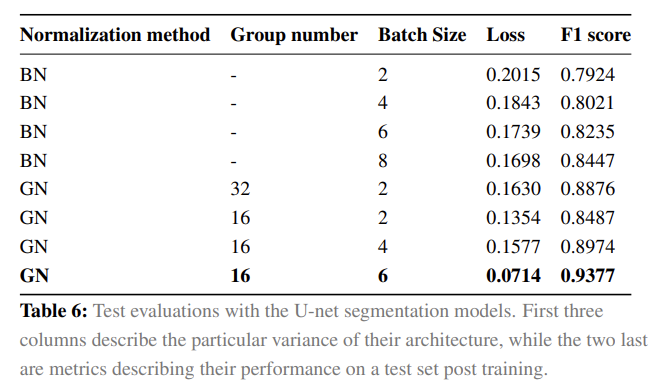 Normalization method Group number Batch Size Loss F1 score
BN - 2 0.2015 0.7924
BN - 4 0.1843 0.8021
BN - 6 0.1739 0.8235
BN - 8 0.1698 0.8447
GN 32 2 0.1630 0.8876
GN 16 2 0.1354 0.8487
GN 16 4 0.1577 0.8974
GN 16 6 0.0714 0.9377
Table 6: Test evaluations with the U-net segmentation models. First three
columns describe the particular variance of their architecture, while the two last
are metrics describing their performance on a test set post training.